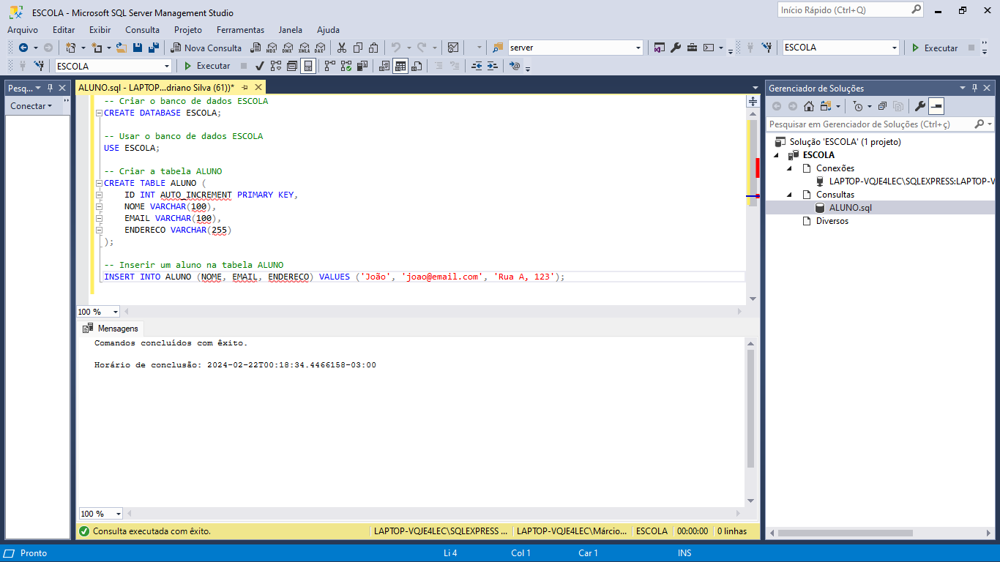 ESCOLA - Microsoft SQL Server Management Studio
Início Rápido (Ctrl+Q)
Arquivo Editar Exibir Consulta Projeto Ferramentas Janela Ajuda
Nova Consulta MDX DMX XMLA DAX server ESCOLA Executar
ESCOLA Executar
Pesq...
Conectar
ALUNO.sql - LAPTOP...driano Silva (61))*
-- Criar o banco de dados ESCOLA
CREATE DATABASE ESCOLA;
-- Usar o banco de dados ESCOLA
USE ESCOLA;
-- Criar a tabela ALUNO
CREATE TABLE ALUNO (
ID INT AUTO_INCREMENT PRIMARY KEY,
NOME VARCHAR(100),
EMAIL VARCHAR(100),
ENDERECO VARCHAR(255)
);
-- Inserir um aluno na tabela ALUNO
INSERT INTO ALUNO (NOME, EMAIL, ENDERECO) VALUES ('João', 'joao@email.com', 'Rua A, 123');
100 %
Mensagens
Comandos concluídos com êxito.
Horário de conclusão: 2024-02-22T00:18:34.4466158-03:00
100 %
Consulta executada com êxito. LAPTOP-VQJE4LEC\SQLEXPRESS ... LAPTOP-VQJE4LEC\Márcio... ESCOLA 00:00:00 0 linhas
Gerenciador de Soluções
Pesquisar em Gerenciador de Soluções (Ctrl+ç)
Solução 'ESCOLA' (1 projeto)
ESCOLA
Conexões
LAPTOP-VQJE4LEC\SQLEXPRESS:LAPTOP-V
Consultas
ALUNO.sql
Diversos
Pronto Li 4 Col 1 Car 1 INS